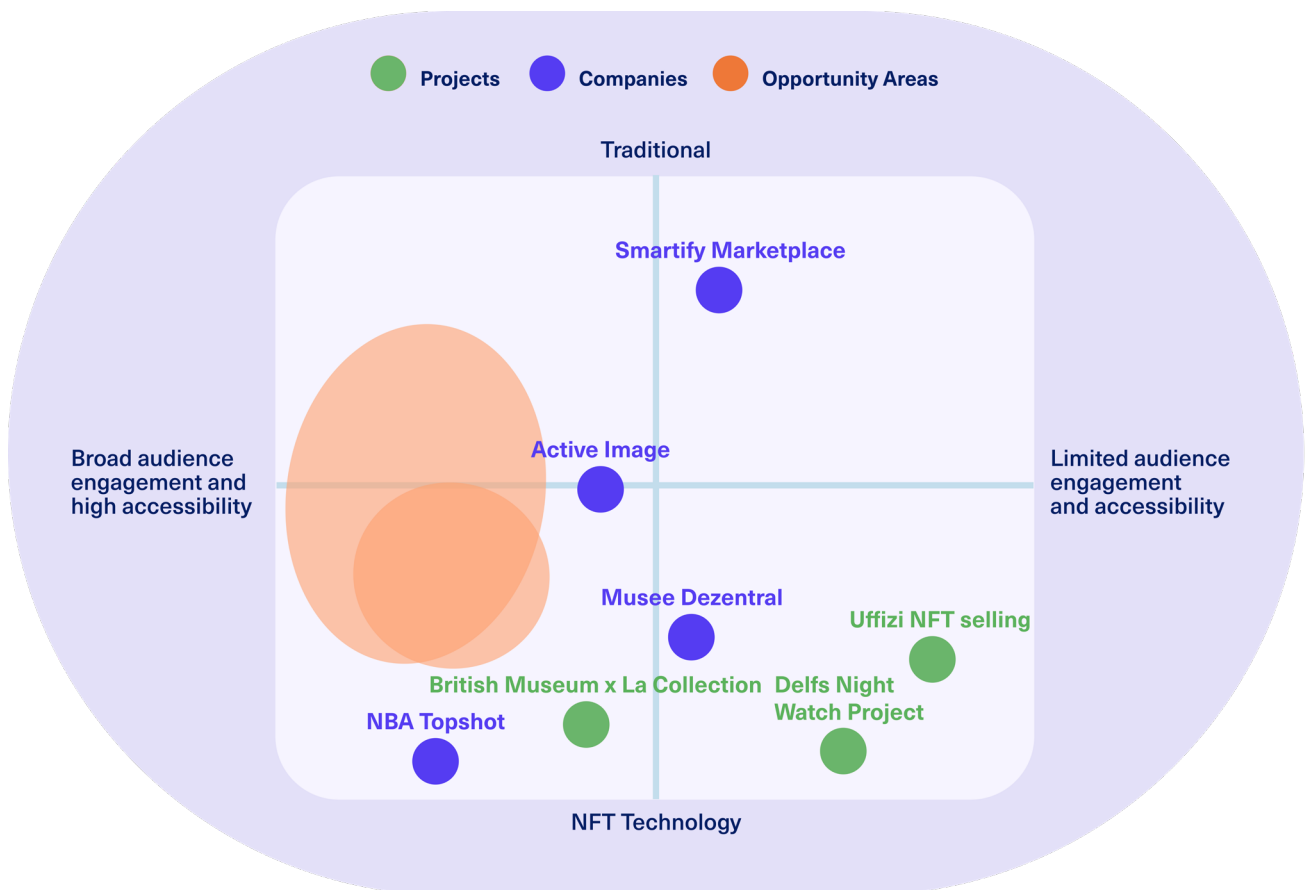 Projects
Companies
Opportunity Areas
Traditional
Smartify Marketplace
Active Image
Broad audience
engagement and
high accessibility
Limited audience
engagement
and accessibility
Musee Dezentral
Uffizi NFT selling
British Museum x La Collection
Delfs Night
Watch Project
NBA Topshot
NFT Technology